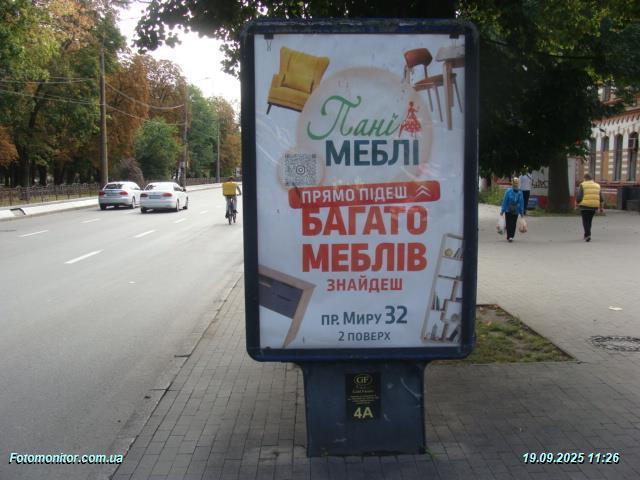 Пані
МЕБЛІ
ПРЯМО ПІДЕШ
БАГАТО
МЕБЛІВ
ЗНАЙДЕШ
пр. Миру 32
2 ПОВЕРХ
GF
4А
Fotomonitor.com.ua
19.09.2025 11:26